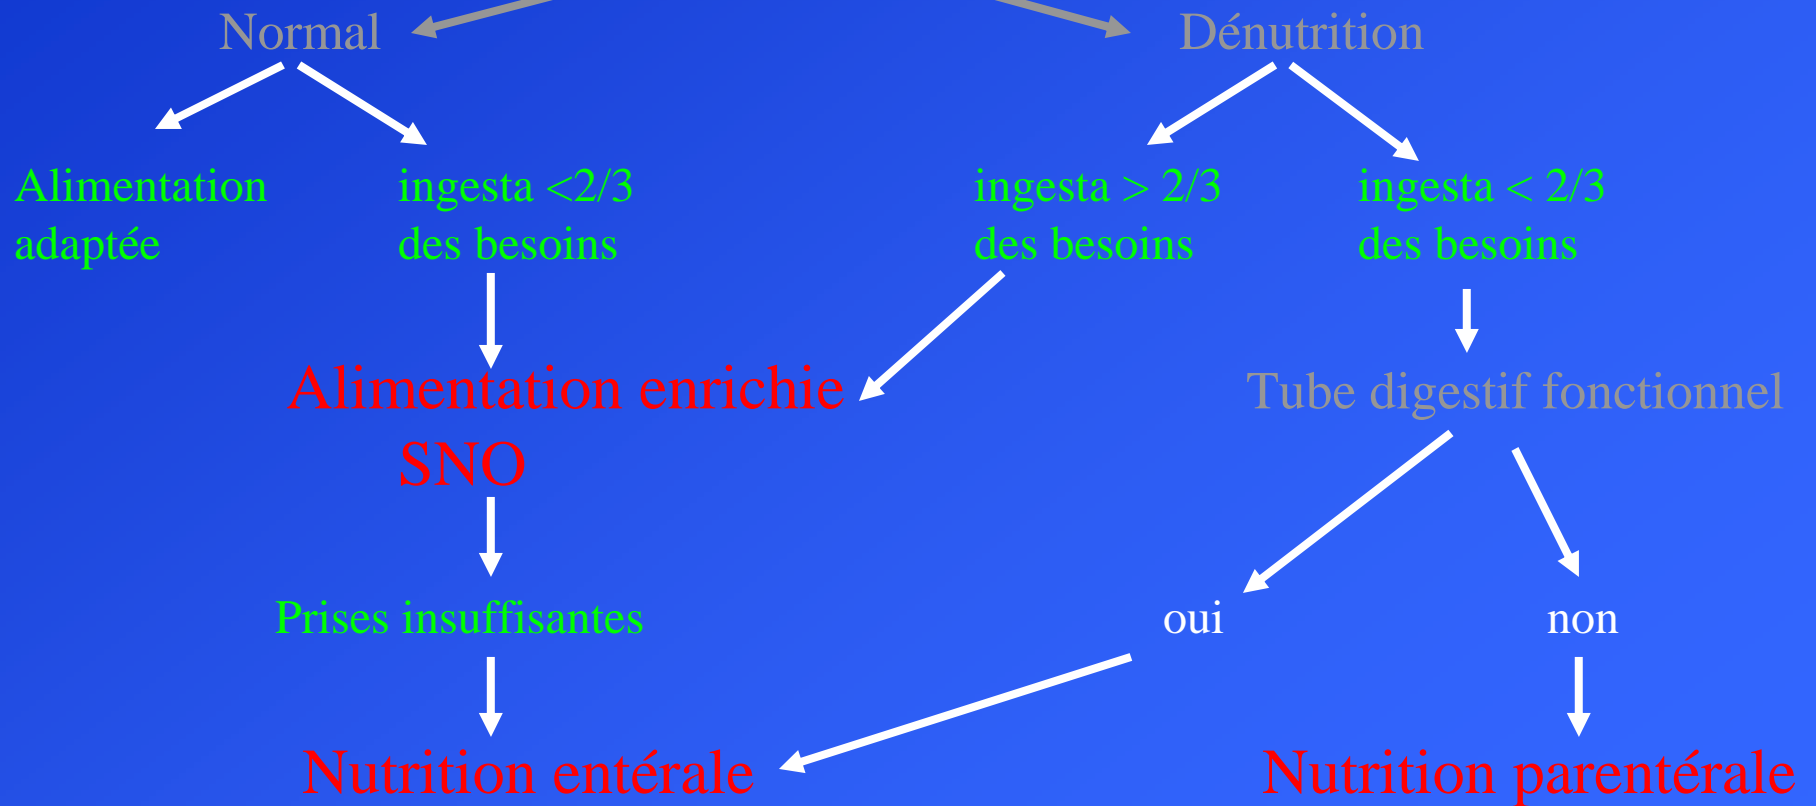 Normal
Dénutrition
Alimentation
adaptée
ingesta <2/3
des besoins
ingesta > 2/3
des besoins
ingesta < 2/3
des besoins
Alimentation enrichie
SNO
Tube digestif fonctionnel
Prises insuffisantes
oui
non
Nutrition entérale
Nutrition parentérale